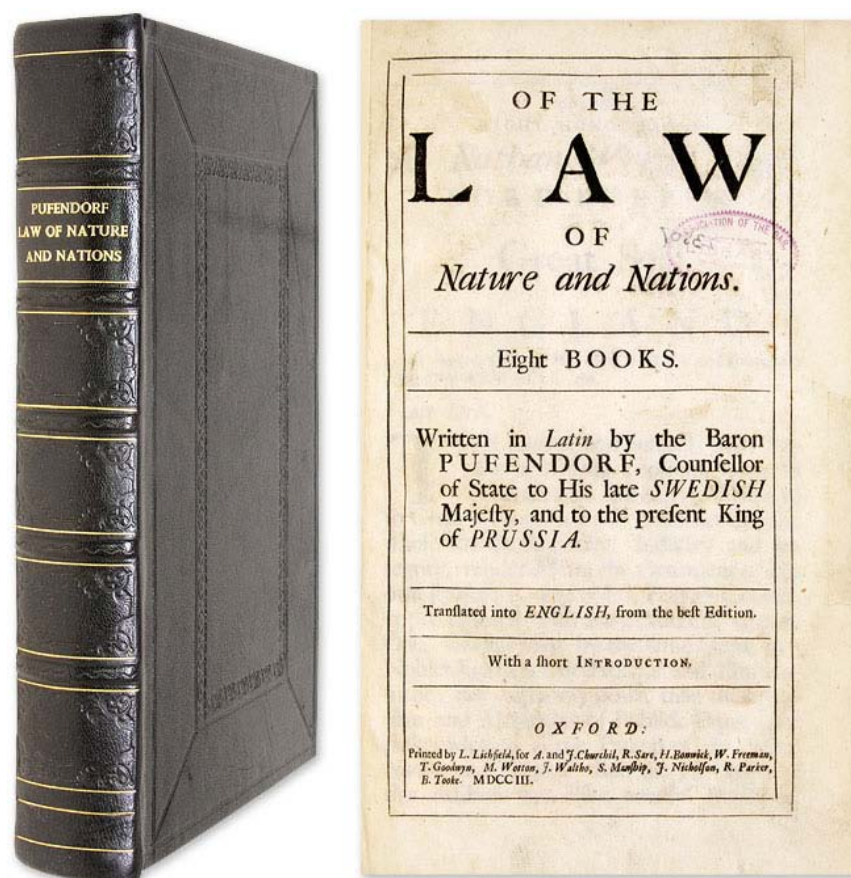 PUFENDORF
LAW OF NATURE
AND NATIONS
OF THE
LAW
OF
Nature and Nations.
Eight BOOKS.
Written in Latin by the Baron
PUFENDORF, Counſellor
of State to His late SWEDISH
Majeſty, and to the preſent King
of PRUSSIA.
Tranſlated into ENGLISH, from the beſt Edition.
With a ſhort INTRODUCTION.
OXFORD:
Printed by L. Lichfield, for A. and J. Churchil, R. Sare, H. Bonwick, W. Freeman,
T. Goodwyn, M. Wotton, J. Waltho, S. Manſhip, J. Nicholſon, R. Parker,
B. Tooke. MDCCIII.
OF THE BAR